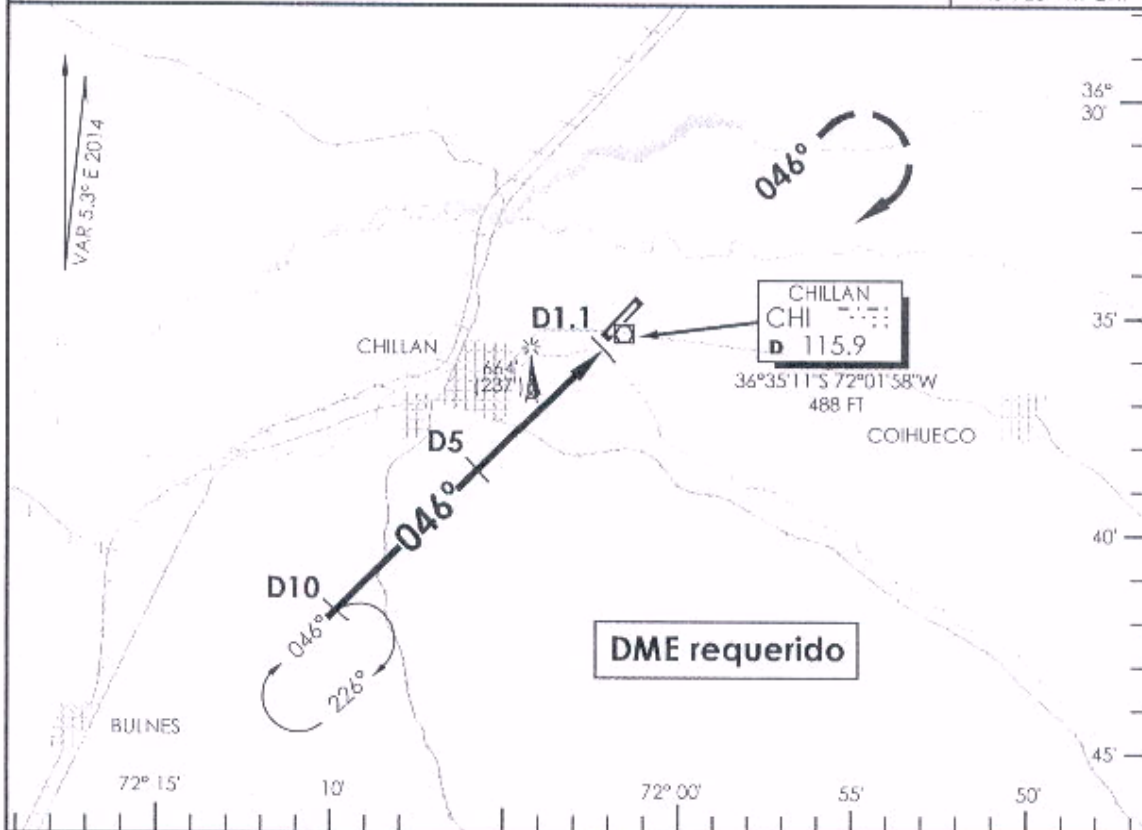 VAR 5.3° E 2014
36°
30'
046°
CHILLAN
CHI
D 115.9
36°35'11"S 72°01'58"W
488 FT
35'
D1.1
CHILLAN
664'
(237')
COIHUECO
D5
046°
40'
D10
046°
226°
DME requerido
BULNES
45'
72° 15'
10'
72° 00'
55'
50'